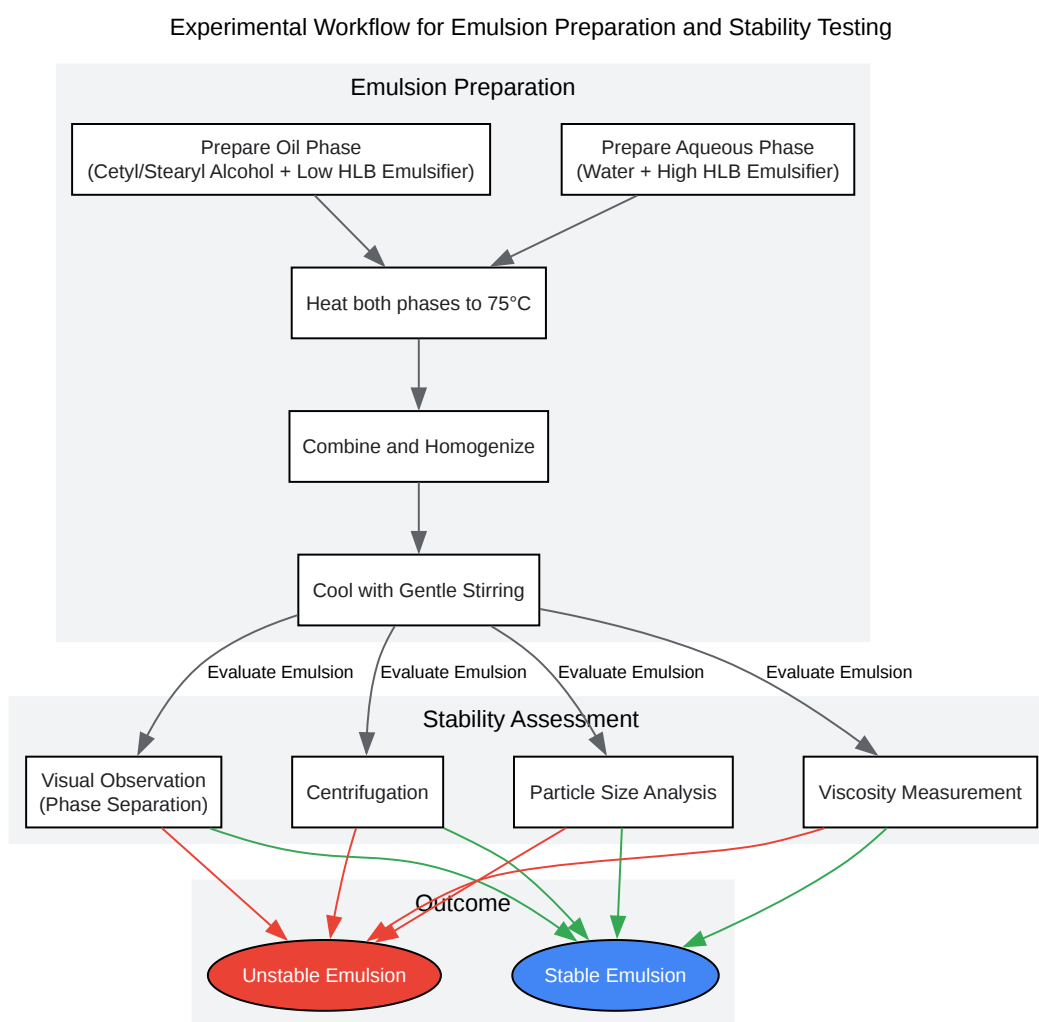 Experimental Workflow for Emulsion Preparation and Stability Testing
Emulsion Preparation
Prepare Oil Phase
(Cetyl/Stearyl Alcohol + Low HLB Emulsifier)
Prepare Aqueous Phase
(Water + High HLB Emulsifier)
Heat both phases to 75°C
Combine and Homogenize
Cool with Gentle Stirring
Evaluate Emulsion
Evaluate Emulsion
Evaluate Emulsion
Evaluate Emulsion
Stability Assessment
Visual Observation
(Phase Separation)
Centrifugation
Particle Size Analysis
Viscosity Measurement
Outcome
Unstable Emulsion
Stable Emulsion